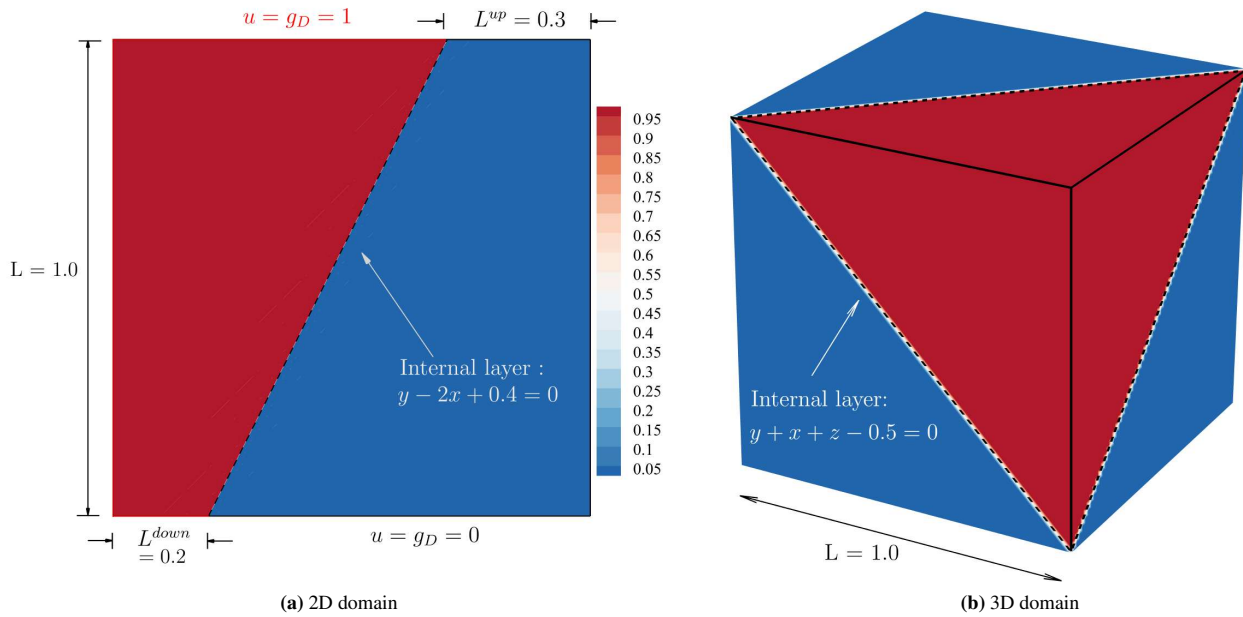 u = g_D = 1
L^{up} = 0.3
L = 1.0
0.95
0.9
0.85
0.8
0.75
0.7
0.65
0.6
0.55
0.5
0.45
0.4
0.35
0.3
0.25
0.2
0.15
0.1
0.05
Internal layer :
y − 2x + 0.4 = 0
L^{down}
= 0.2
u = g_D = 0
(a) 2D domain
Internal layer:
y + x + z − 0.5 = 0
L = 1.0
(b) 3D domain